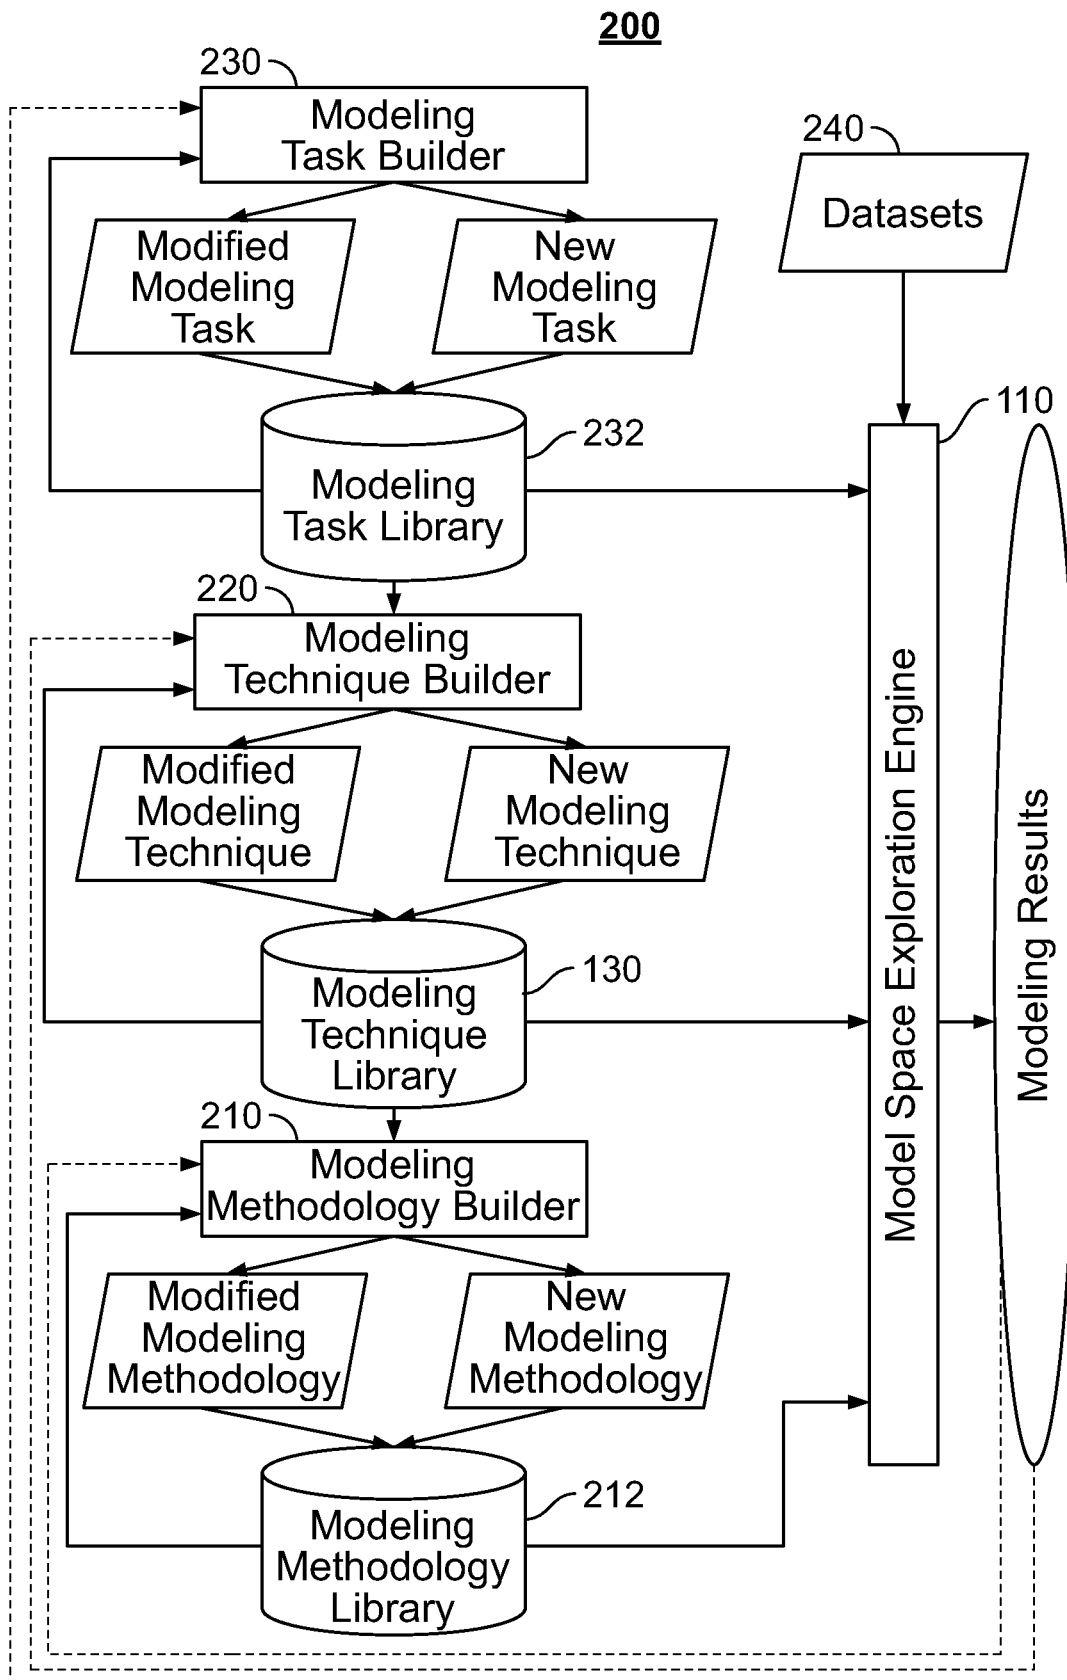 200
230
Modeling
Task Builder
240
Datasets
Modified
Modeling
Task
New
Modeling
Task
110
232
Modeling
Task Library
220
Modeling
Technique Builder
Modified
Modeling
Technique
New
Modeling
Technique
Model Space Exploration Engine
Modeling Results
130
Modeling
Technique
Library
210
Modeling
Methodology Builder
Modified
Modeling
Methodology
New
Modeling
Methodology
212
Modeling
Methodology
Library